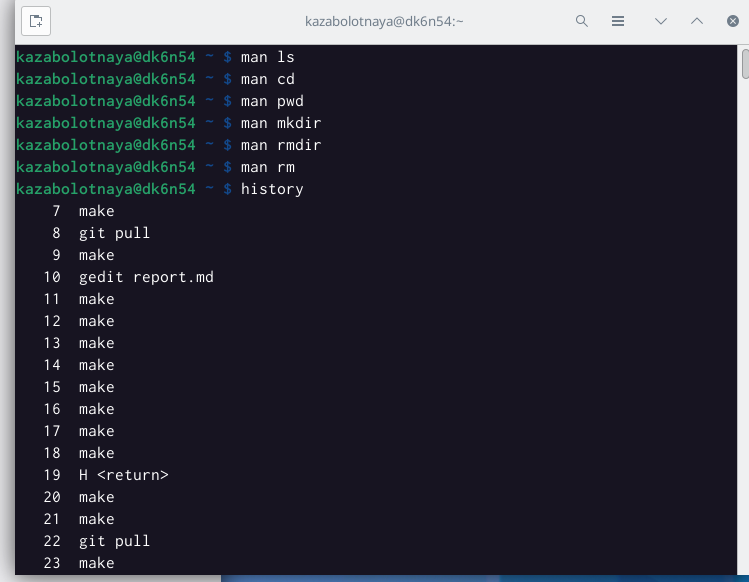 kazabolotnaya@dk6n54:~
kazabolotnaya@dk6n54 ~ $ man ls
kazabolotnaya@dk6n54 ~ $ man cd
kazabolotnaya@dk6n54 ~ $ man pwd
kazabolotnaya@dk6n54 ~ $ man mkdir
kazabolotnaya@dk6n54 ~ $ man rmdir
kazabolotnaya@dk6n54 ~ $ man rm
kazabolotnaya@dk6n54 ~ $ history
7 make
8 git pull
9 make
10 gedit report.md
11 make
12 make
13 make
14 make
15 make
16 make
17 make
18 make
19 H <return>
20 make
21 make
22 git pull
23 make